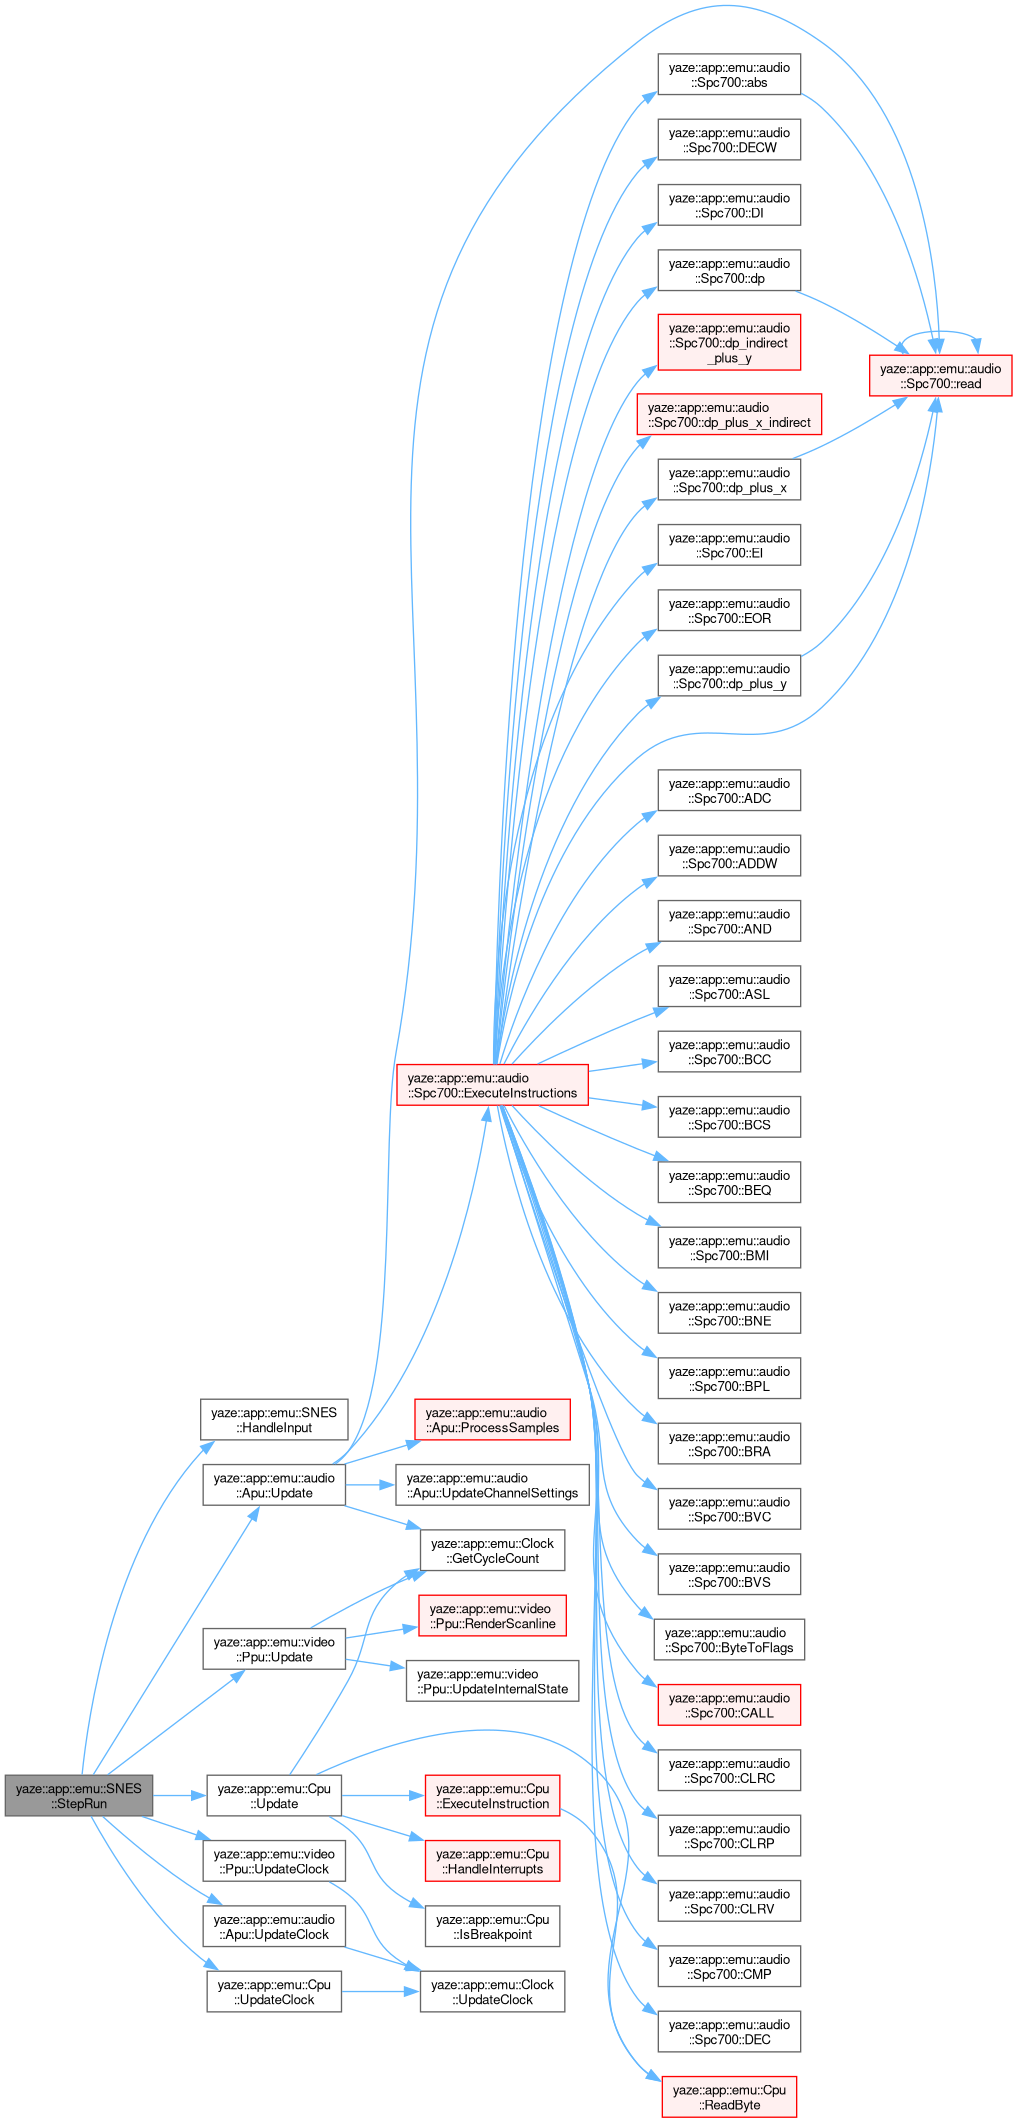 yaze::app::emu::audio
::Spc700::abs
yaze::app::emu::audio
::Spc700::DECW
yaze::app::emu::audio
::Spc700::DI
yaze::app::emu::audio
::Spc700::dp
yaze::app::emu::audio
::Spc700::dp_indirect
_plus_y
yaze::app::emu::audio
::Spc700::read
yaze::app::emu::audio
::Spc700::dp_plus_x_indirect
yaze::app::emu::audio
::Spc700::dp_plus_x
yaze::app::emu::audio
::Spc700::EI
yaze::app::emu::audio
::Spc700::EOR
yaze::app::emu::audio
::Spc700::dp_plus_y
yaze::app::emu::audio
::Spc700::ADC
yaze::app::emu::audio
::Spc700::ADDW
yaze::app::emu::audio
::Spc700::AND
yaze::app::emu::audio
::Spc700::ASL
yaze::app::emu::audio
::Spc700::BCC
yaze::app::emu::audio
::Spc700::ExecuteInstructions
yaze::app::emu::audio
::Spc700::BCS
yaze::app::emu::audio
::Spc700::BEQ
yaze::app::emu::audio
::Spc700::BMI
yaze::app::emu::audio
::Spc700::BNE
yaze::app::emu::audio
::Spc700::BPL
yaze::app::emu::SNES
::HandleInput
yaze::app::emu::audio
::Apu::ProcessSamples
yaze::app::emu::audio
::Spc700::BRA
yaze::app::emu::audio
::Apu::Update
yaze::app::emu::audio
::Apu::UpdateChannelSettings
yaze::app::emu::audio
::Spc700::BVC
yaze::app::emu::Clock
::GetCycleCount
yaze::app::emu::audio
::Spc700::BVS
yaze::app::emu::video
::Ppu::RenderScanline
yaze::app::emu::audio
::Spc700::ByteToFlags
yaze::app::emu::video
::Ppu::Update
yaze::app::emu::video
::Ppu::UpdateInternalState
yaze::app::emu::audio
::Spc700::CALL
yaze::app::emu::audio
::Spc700::CLRC
yaze::app::emu::SNES
::StepRun
yaze::app::emu::Cpu
::Update
yaze::app::emu::Cpu
::ExecuteInstruction
yaze::app::emu::audio
::Spc700::CLRP
yaze::app::emu::video
::Ppu::UpdateClock
yaze::app::emu::Cpu
::HandleInterrupts
yaze::app::emu::audio
::Spc700::CLRV
yaze::app::emu::audio
::Apu::UpdateClock
yaze::app::emu::Cpu
::IsBreakpoint
yaze::app::emu::audio
::Spc700::CMP
yaze::app::emu::Cpu
::UpdateClock
yaze::app::emu::Clock
::UpdateClock
yaze::app::emu::audio
::Spc700::DEC
yaze::app::emu::Cpu
::ReadByte